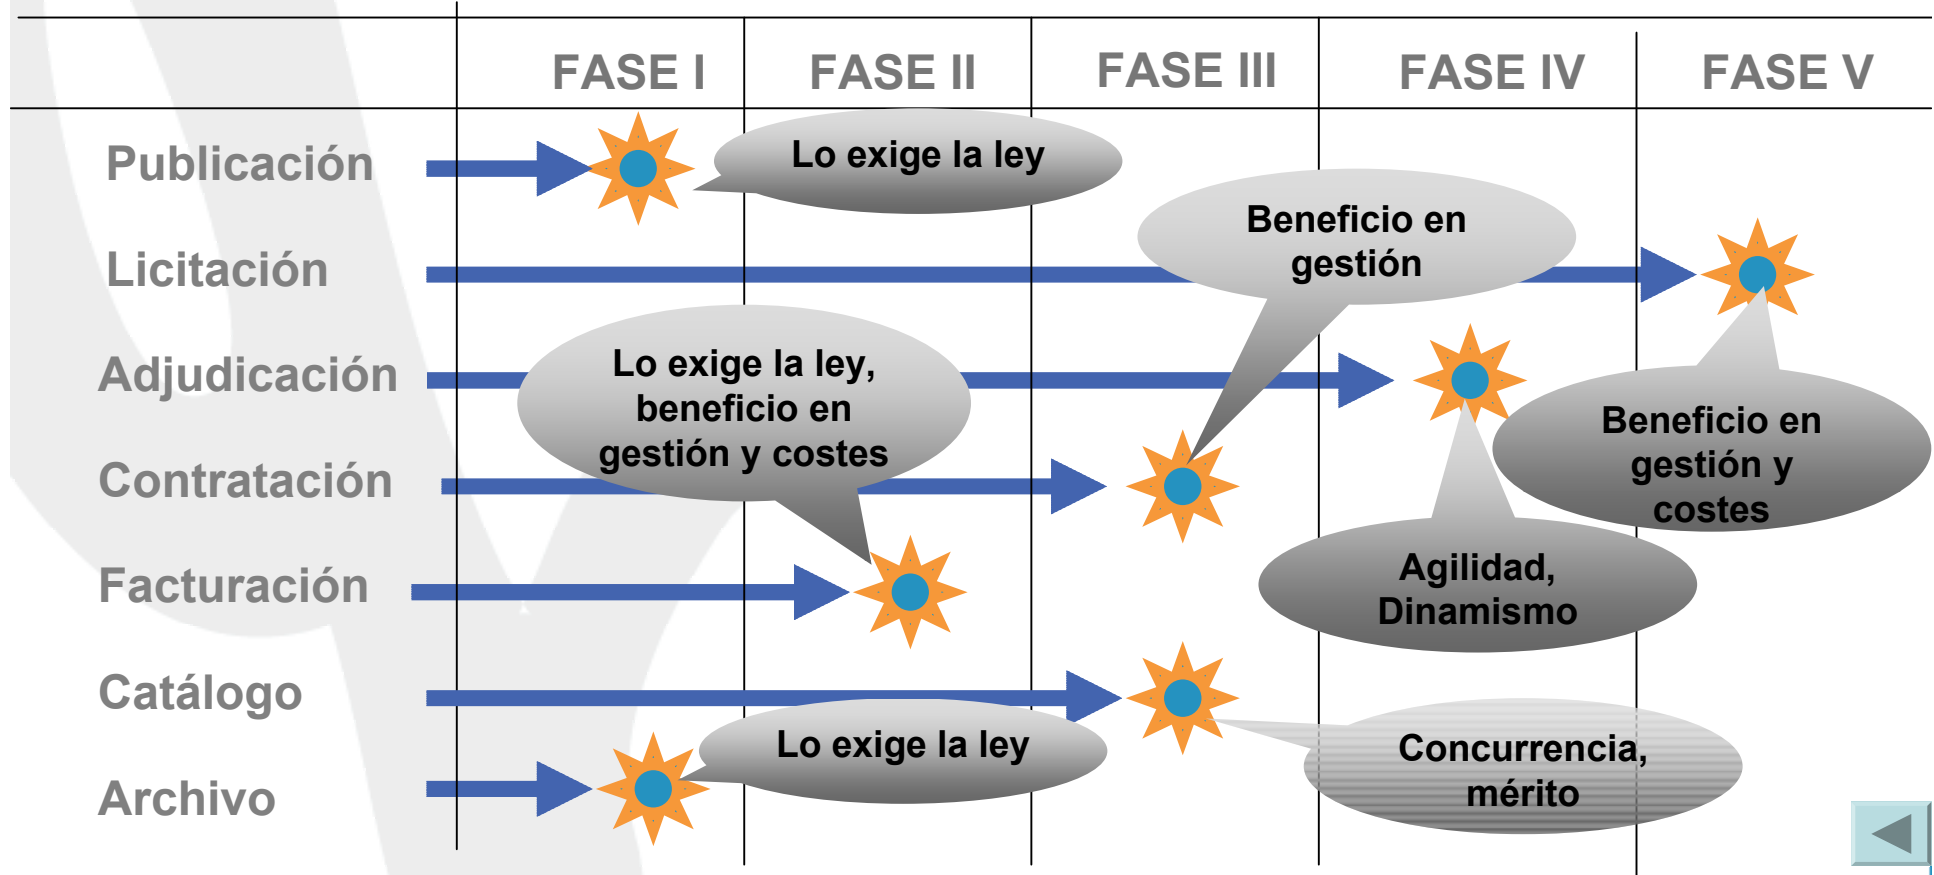 FASE I
FASE II
FASE III
FASE IV
FASE V
Publicación
Lo exige la ley
Licitación
Beneficio en
gestión
Adjudicación
Lo exige la ley,
beneficio en
gestión y costes
Beneficio en
gestión y
costes
Contratación
Facturación
Agilidad,
Dinamismo
Catálogo
Concurrencia,
mérito
Archivo
Lo exige la ley